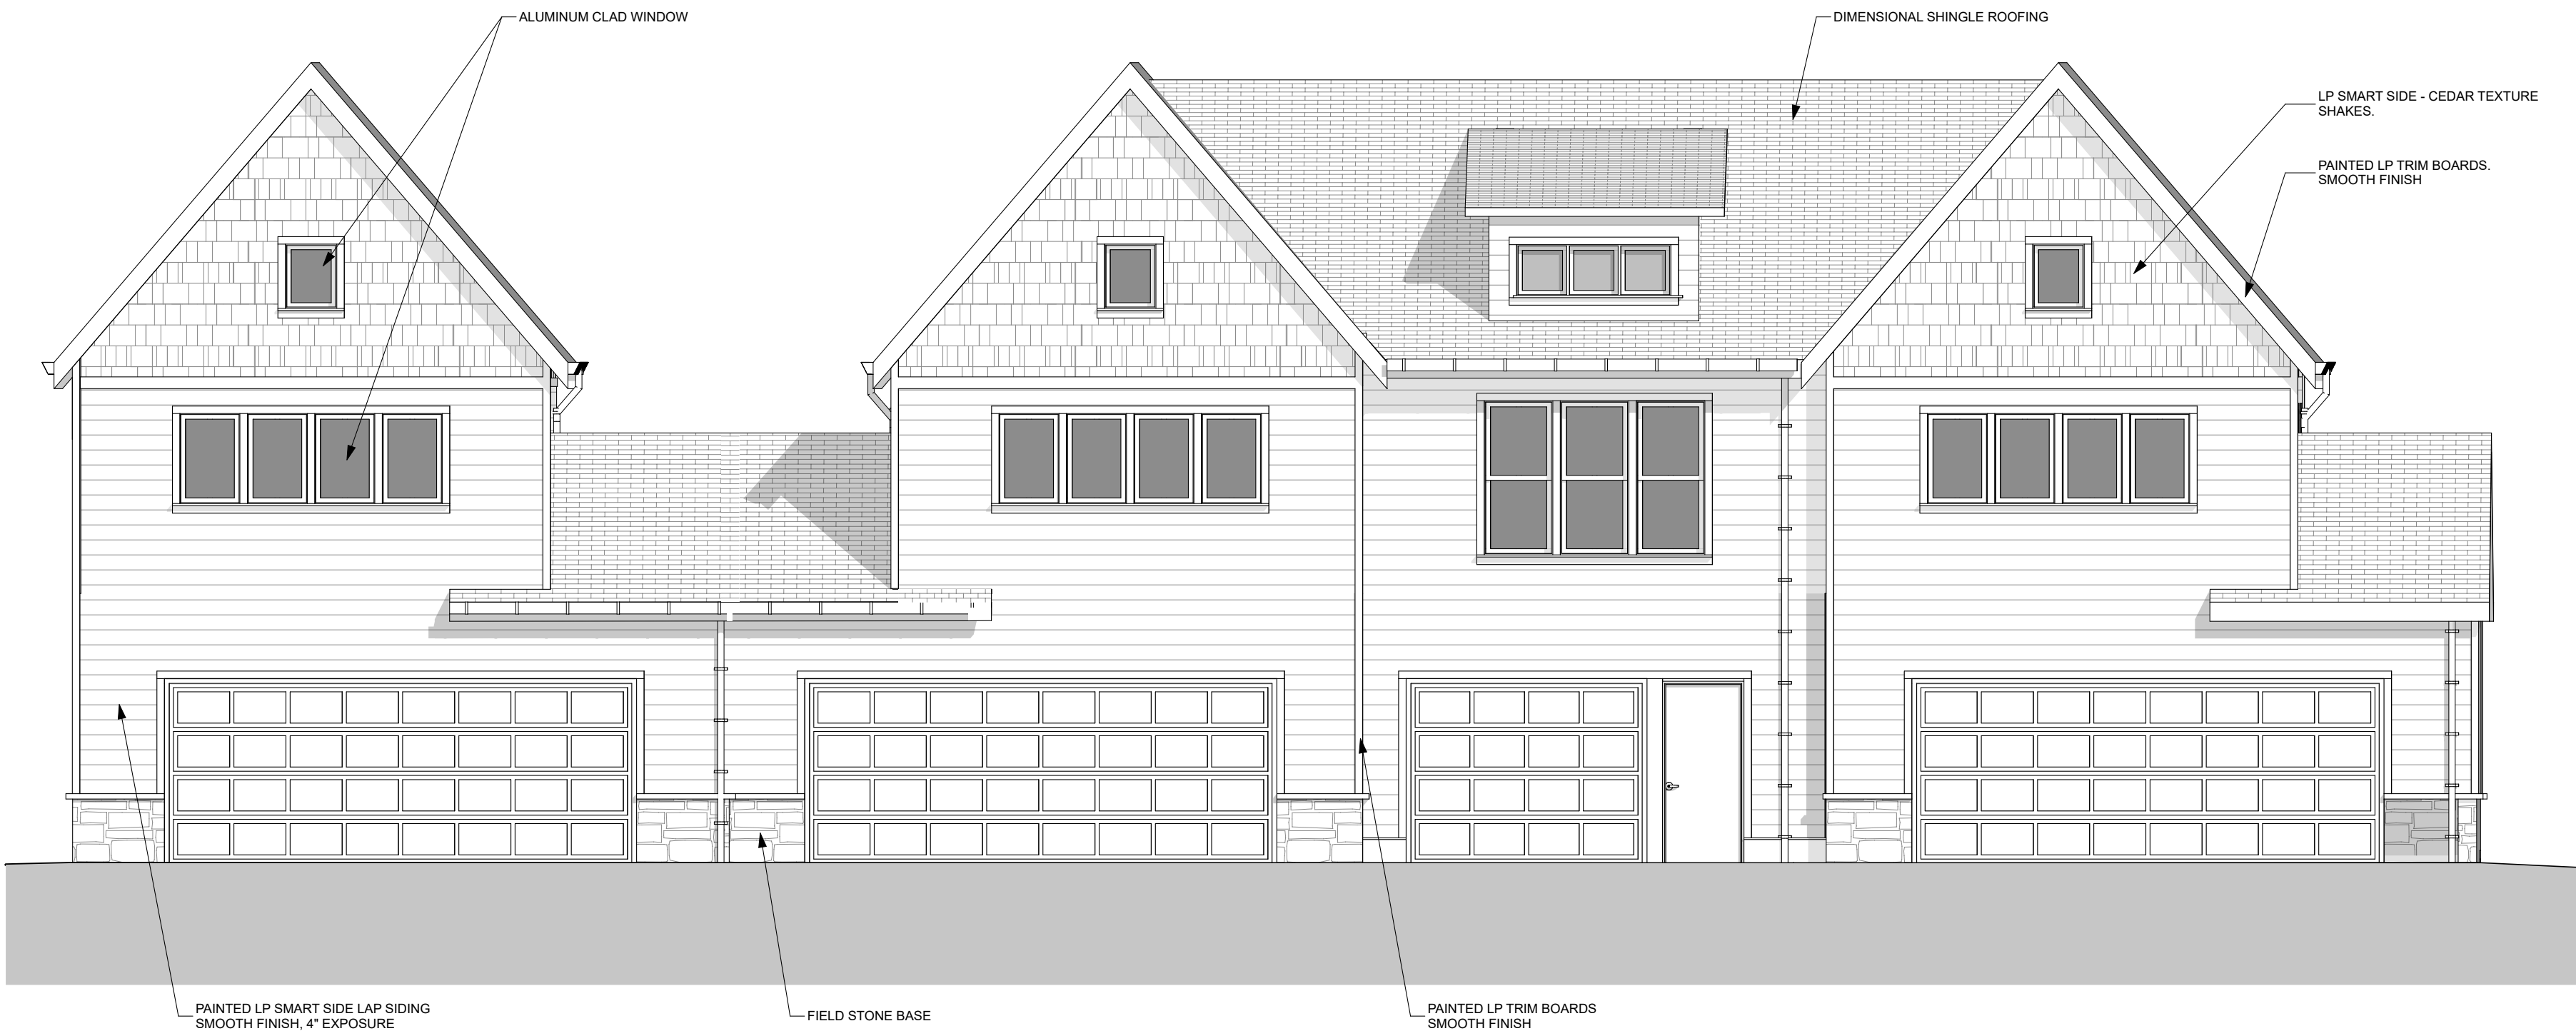 ALUMINUM CLAD WINDOW
DIMENSIONAL SHINGLE ROOFING
LP SMART SIDE - CEDAR TEXTURE
SHAKES.
PAINTED LP TRIM BOARDS.
SMOOTH FINISH
PAINTED LP SMART SIDE LAP SIDING
SMOOTH FINISH, 4" EXPOSURE
FIELD STONE BASE
PAINTED LP TRIM BOARDS
SMOOTH FINISH